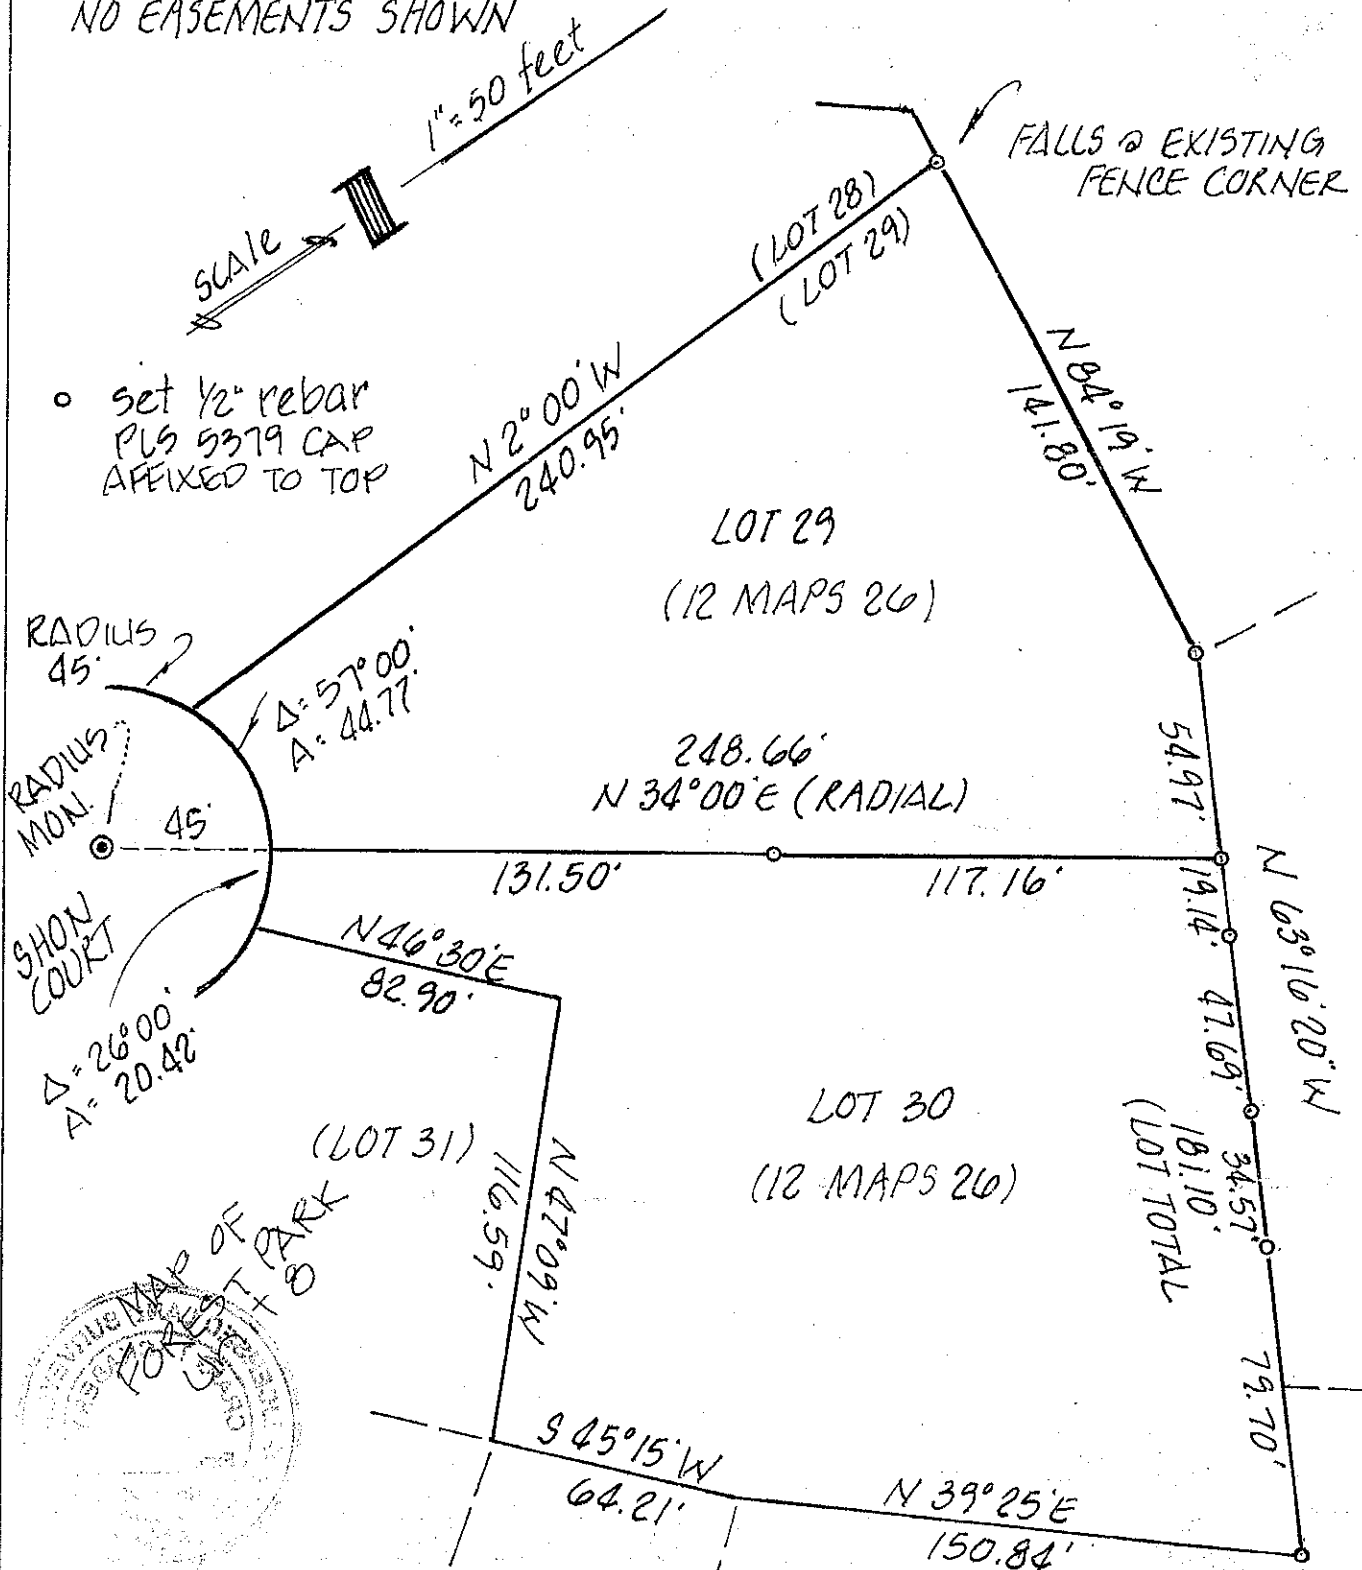 NO EASEMENTS SHOWN
1"=50 feet
SCALE
FALLS @ EXISTING
FENCE CORNER
(LOT 28)
(LOT 29)
set 1/2" rebar
PLS 5379 CAP
AFFIXED TO TOP
N 2°00' W
240.95'
N 84°19' W
141.80'
LOT 29
(12 MAPS 26)
RADIUS
45'
Δ=57°00'
A=44.77'
RADIUS
MON.
45'
248.66'
N 34°00' E (RADIAL)
131.50'
117.16'
54.97'
19.14'
N 63°16'20" W
47.69'
34.57'
181.10'
(LOT TOTAL
79.70'
SHON
COURT
Δ=26°00'
A=20.42'
N 46°30' E
82.90'
LOT 30
(12 MAPS 26)
(LOT 31)
N 47°09' W
116.59'
MAP OF
FOREST PARK
8
S 45°15' W
64.21'
N 39°25' E
150.84'